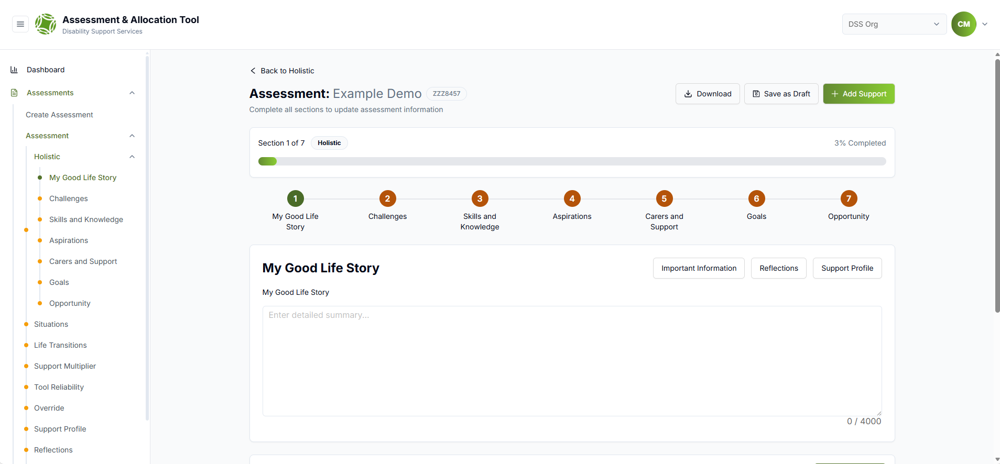 Assessment & Allocation Tool
Disability Support Services
DSS Org
CM
Dashboard
Assessments
Create Assessment
Assessment
Holistic
My Good Life Story
Challenges
Skills and Knowledge
Aspirations
Carers and Support
Goals
Opportunity
Situations
Life Transitions
Support Multiplier
Tool Reliability
Override
Support Profile
Reflections
Back to Holistic
Assessment: Example Demo ZZZ8457
Complete all sections to update assessment information
Download
Save as Draft
Add Support
Section 1 of 7 Holistic
3% Completed
1
My Good Life
Story
2
Challenges
3
Skills and
Knowledge
4
Aspirations
5
Carers and
Support
6
Goals
7
Opportunity
My Good Life Story
Important Information
Reflections
Support Profile
My Good Life Story
Enter detailed summary...
0 / 4000